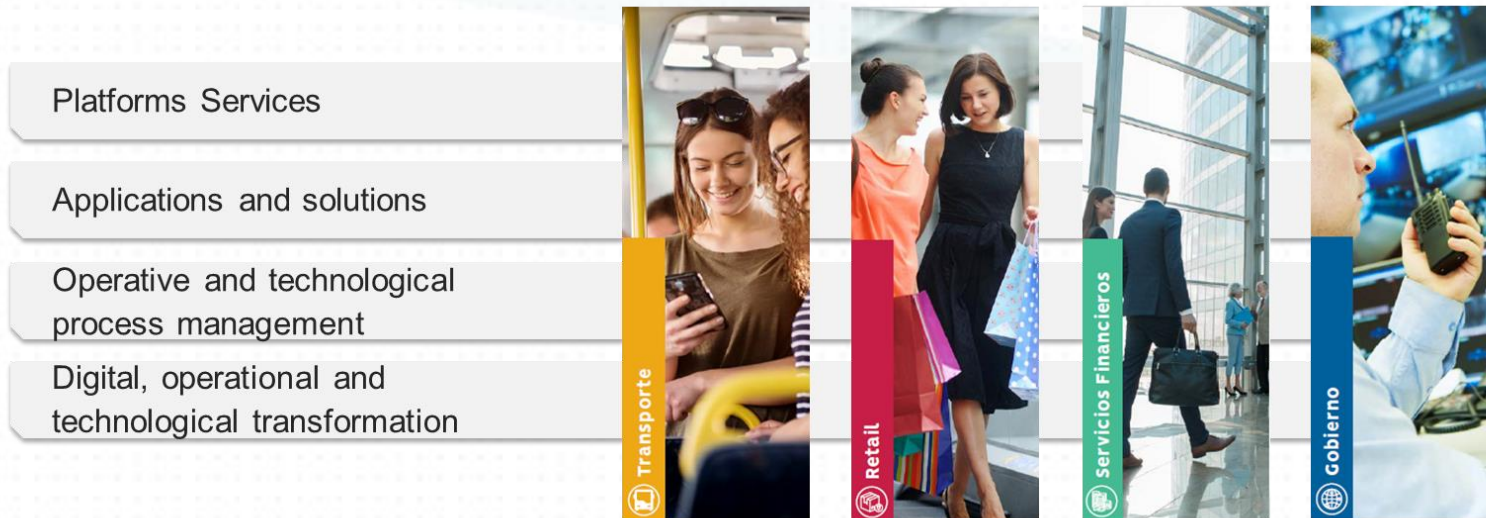 Platforms Services
Applications and solutions
Operative and technological
process management
Digital, operational and
technological transformation
Transporte
Retail
Servicios Financieros
Gobierno